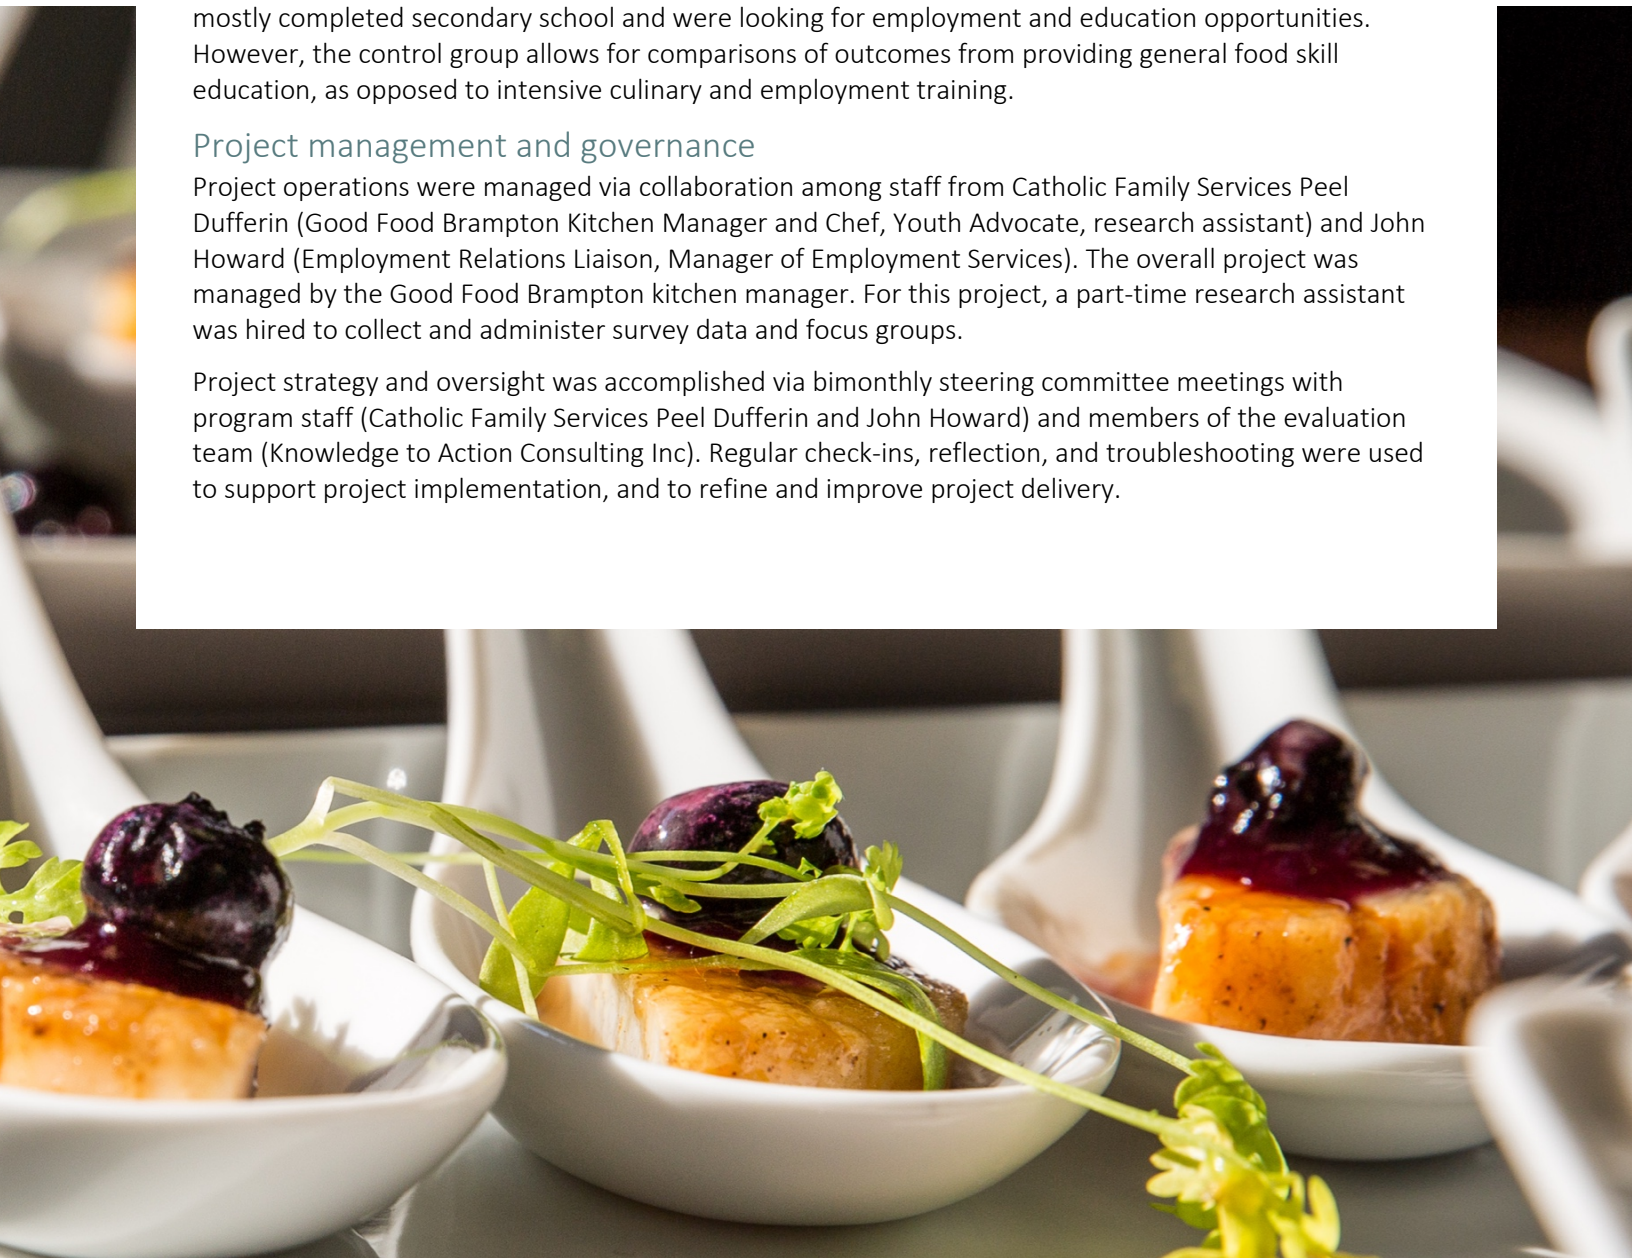 mostly completed secondary school and were looking for employment and education opportunities.
However, the control group allows for comparisons of outcomes from providing general food skill
education, as opposed to intensive culinary and employment training.
Project management and governance
Project operations were managed via collaboration among staff from Catholic Family Services Peel
Dufferin (Good Food Brampton Kitchen Manager and Chef, Youth Advocate, research assistant) and John
Howard (Employment Relations Liaison, Manager of Employment Services). The overall project was
managed by the Good Food Brampton kitchen manager. For this project, a part-time research assistant
was hired to collect and administer survey data and focus groups.
Project strategy and oversight was accomplished via bimonthly steering committee meetings with
program staff (Catholic Family Services Peel Dufferin and John Howard) and members of the evaluation
team (Knowledge to Action Consulting Inc). Regular check-ins, reflection, and troubleshooting were used
to support project implementation, and to refine and improve project delivery.